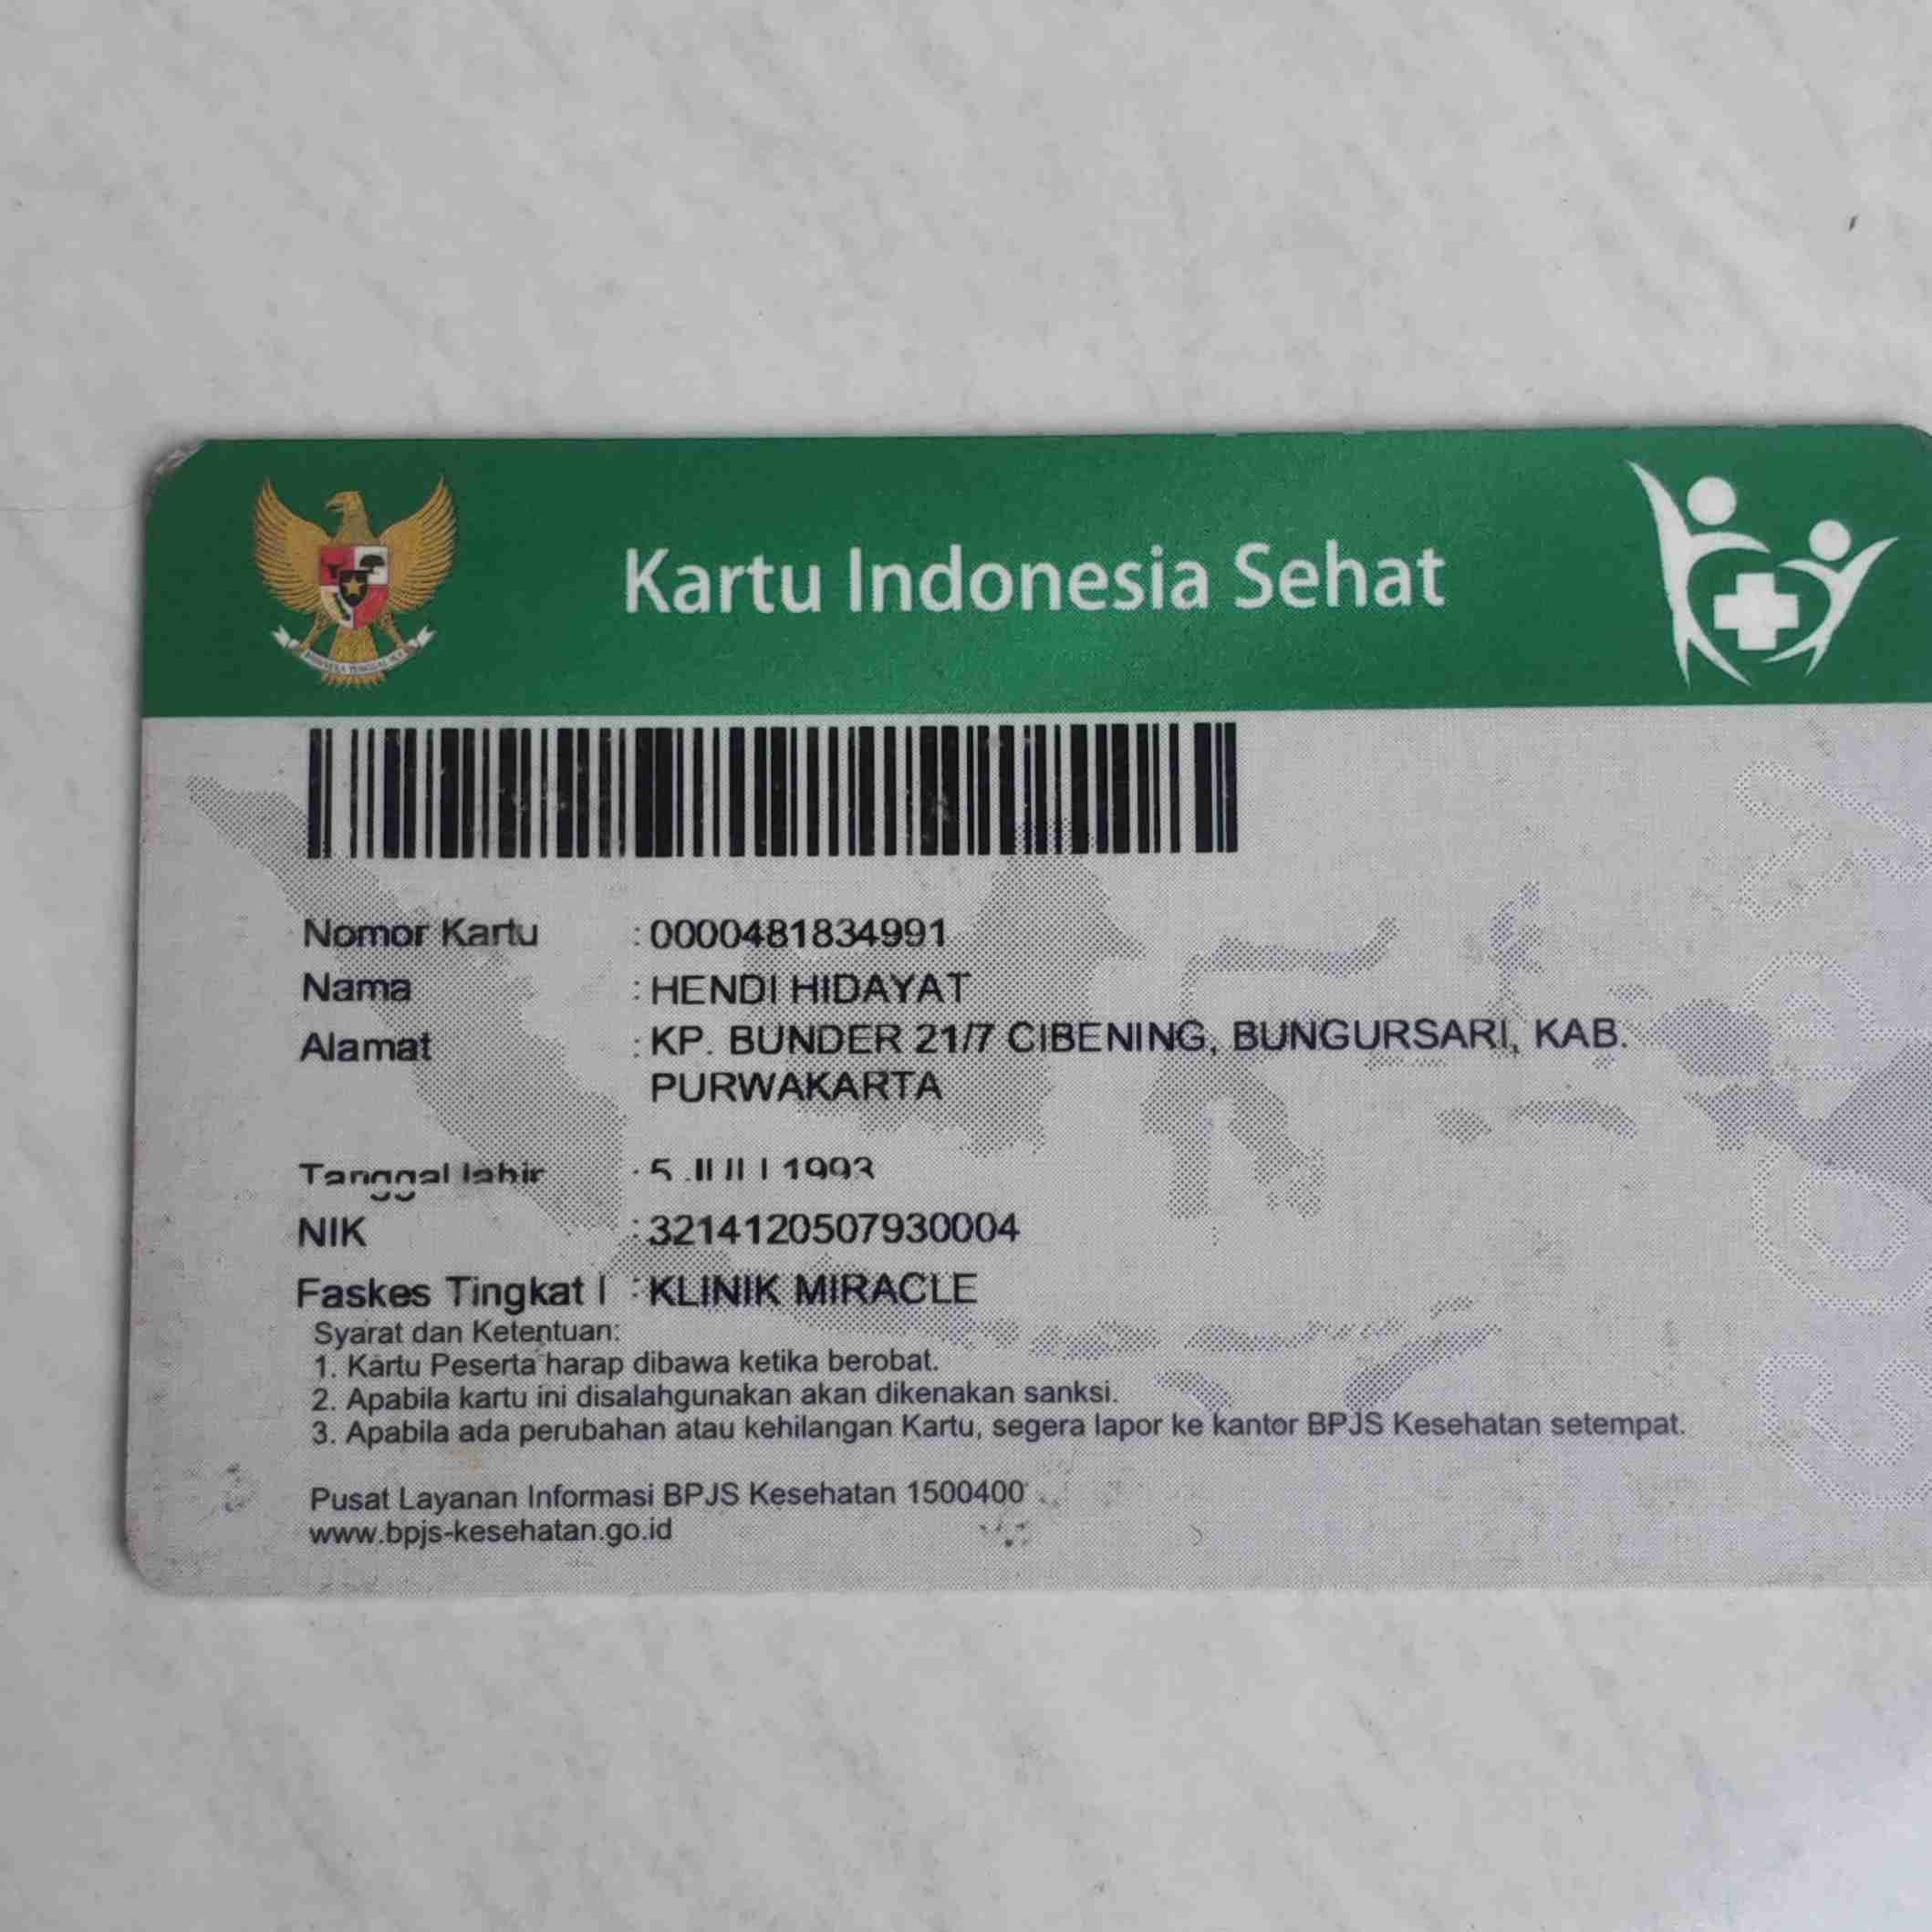 Kartu Indonesia Sehat
Nomor Kartu : 0000481834991
Nama : HENDI HIDAYAT
Alamat : KP. BUNDER 21/7 CIBENING, BUNGURSARI, KAB.
PURWAKARTA
Tanggal lahir : 5 JULI 1993
NIK : 3214120507930004
Faskes Tingkat I : KLINIK MIRACLE
Syarat dan Ketentuan:
1. Kartu Peserta harap dibawa ketika berobat.
2. Apabila kartu ini disalahgunakan akan dikenakan sanksi.
3. Apabila ada perubahan atau kehilangan Kartu, segera lapor ke kantor BPJS Kesehatan setempat.
Pusat Layanan Informasi BPJS Kesehatan 1500400
www.bpjs-kesehatan.go.id